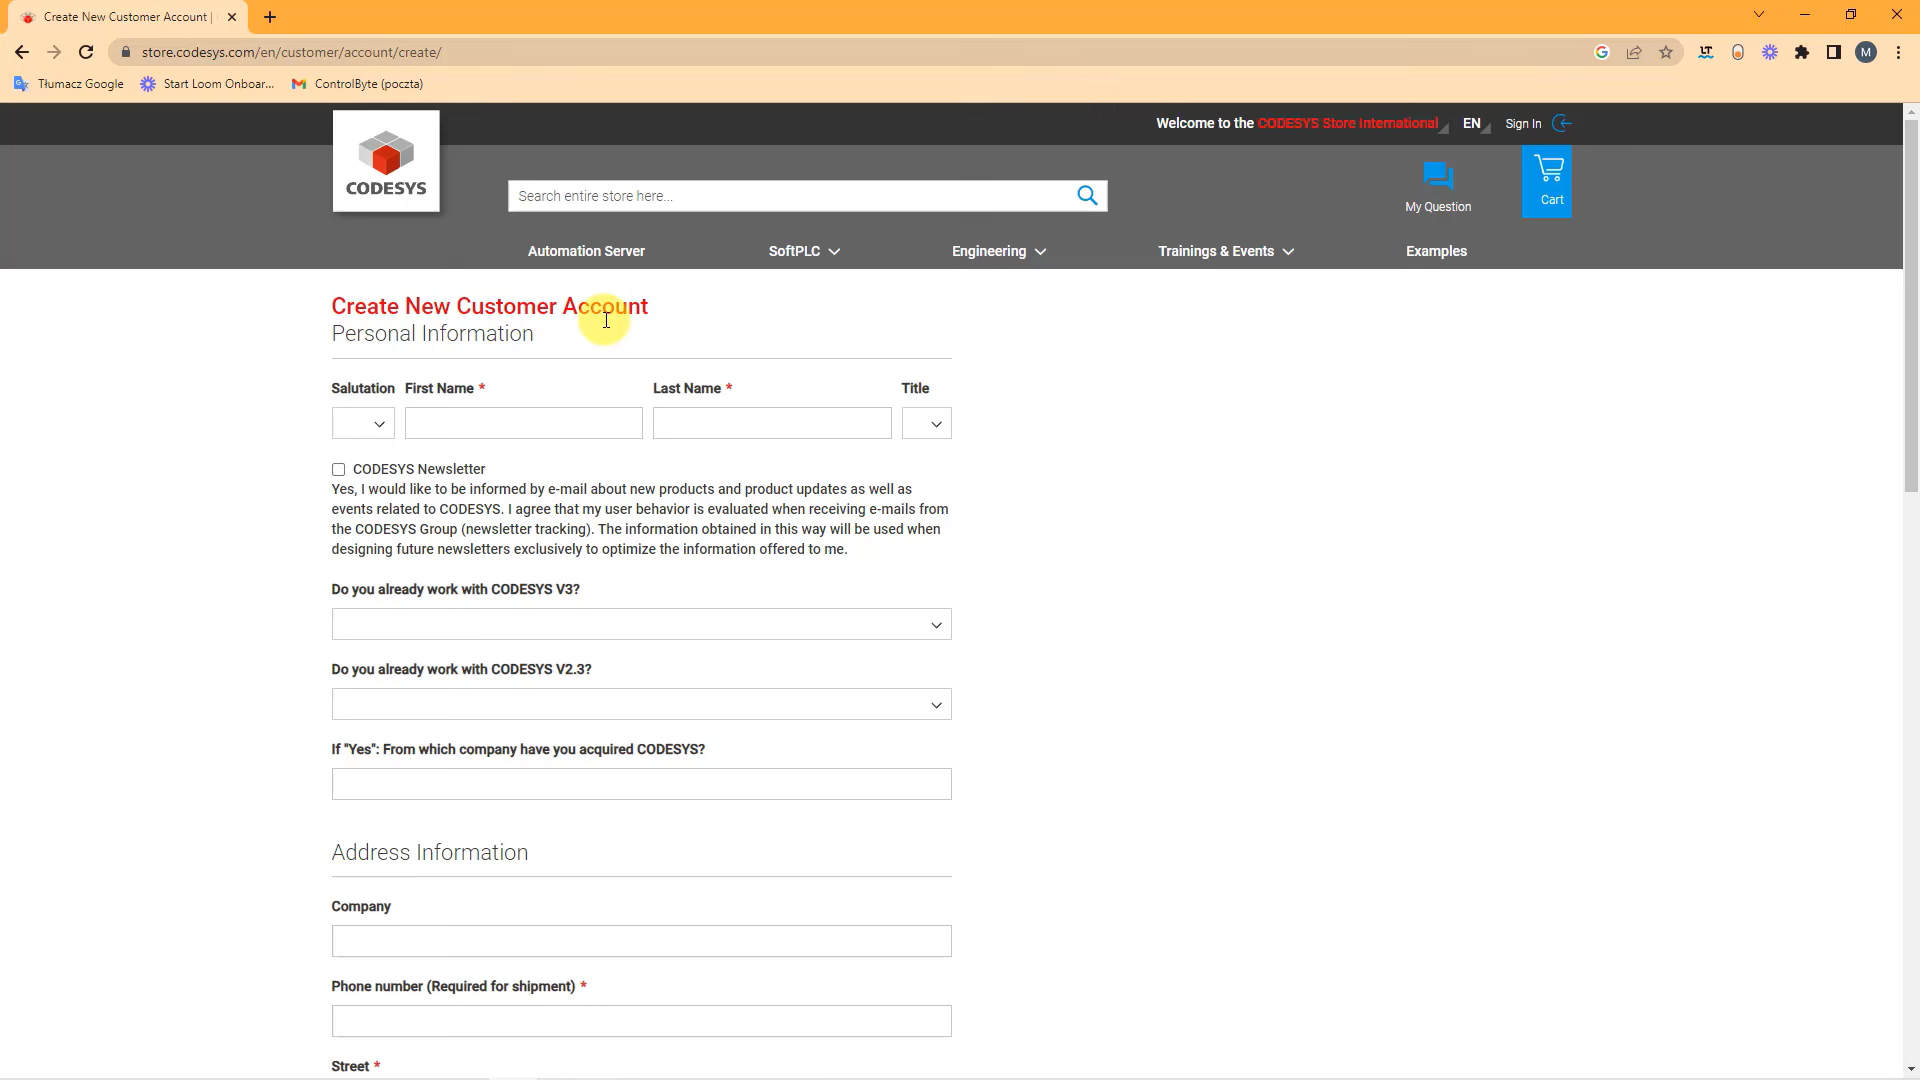 Create New Customer Account |
store.codesys.com/en/customer/account/create/
M
Tłumacz Google
Start Loom Onboar...
ControlByte (poczta)
Welcome to the CODESYS Store International
EN
Sign In
CODESYS
Search entire store here...
My Question
Cart
Automation Server
SoftPLC
Engineering
Trainings & Events
Examples
Create New Customer Account
Personal Information
Salutation
First Name *
Last Name *
Title
CODESYS Newsletter
Yes, I would like to be informed by e-mail about new products and product updates as well as
events related to CODESYS. I agree that my user behavior is evaluated when receiving e-mails from
the CODESYS Group (newsletter tracking). The information obtained in this way will be used when
designing future newsletters exclusively to optimize the information offered to me.
Do you already work with CODESYS V3?
Do you already work with CODESYS V2.3?
If "Yes": From which company have you acquired CODESYS?
Address Information
Company
Phone number (Required for shipment) *
Street *